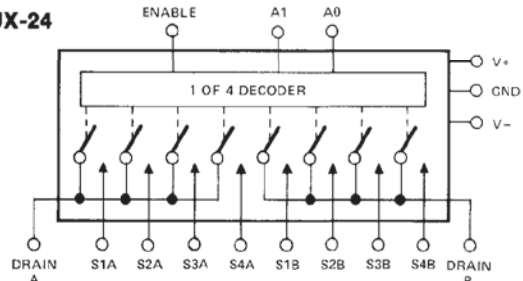 UX-24
ENABLE A1 A0
V+
1 OF 4 DECODER
GND
V−
DRAIN A S1A S2A S3A S4A S1B S2B S3B S4B DRAIN